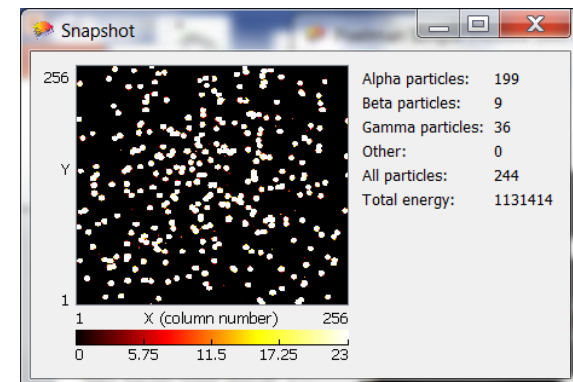 Snapshot
256
Y
1
1 X (column number) 256
0 5.75 11.5 17.25 23
Alpha particles: 199
Beta particles: 9
Gamma particles: 36
Other: 0
All particles: 244
Total energy: 1131414